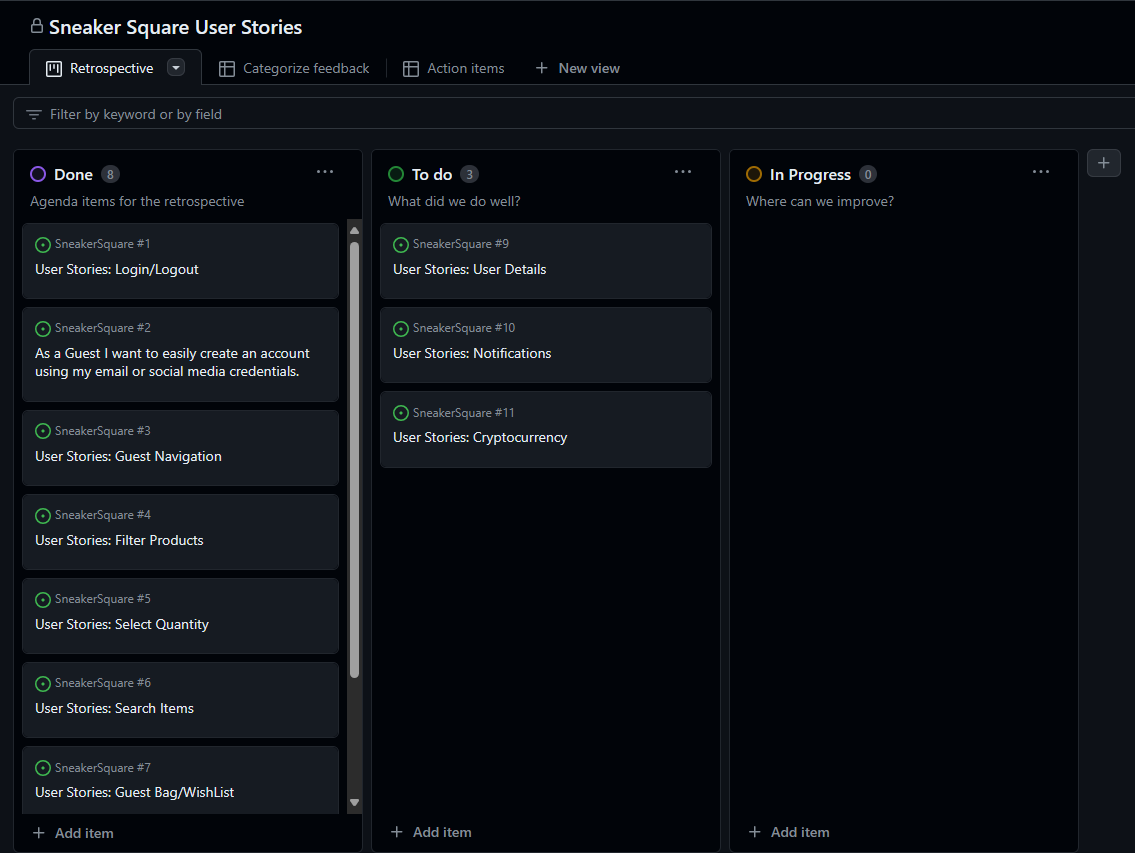 Sneaker Square User Stories
Retrospective
Categorize feedback
Action items
New view
Filter by keyword or by field
Done 8
Agenda items for the retrospective
SneakerSquare #1
User Stories: Login/Logout
SneakerSquare #2
As a Guest I want to easily create an account
using my email or social media credentials.
SneakerSquare #3
User Stories: Guest Navigation
SneakerSquare #4
User Stories: Filter Products
SneakerSquare #5
User Stories: Select Quantity
SneakerSquare #6
User Stories: Search Items
SneakerSquare #7
User Stories: Guest Bag/WishList
Add item
To do 3
What did we do well?
SneakerSquare #9
User Stories: User Details
SneakerSquare #10
User Stories: Notifications
SneakerSquare #11
User Stories: Cryptocurrency
Add item
In Progress 0
Where can we improve?
Add item